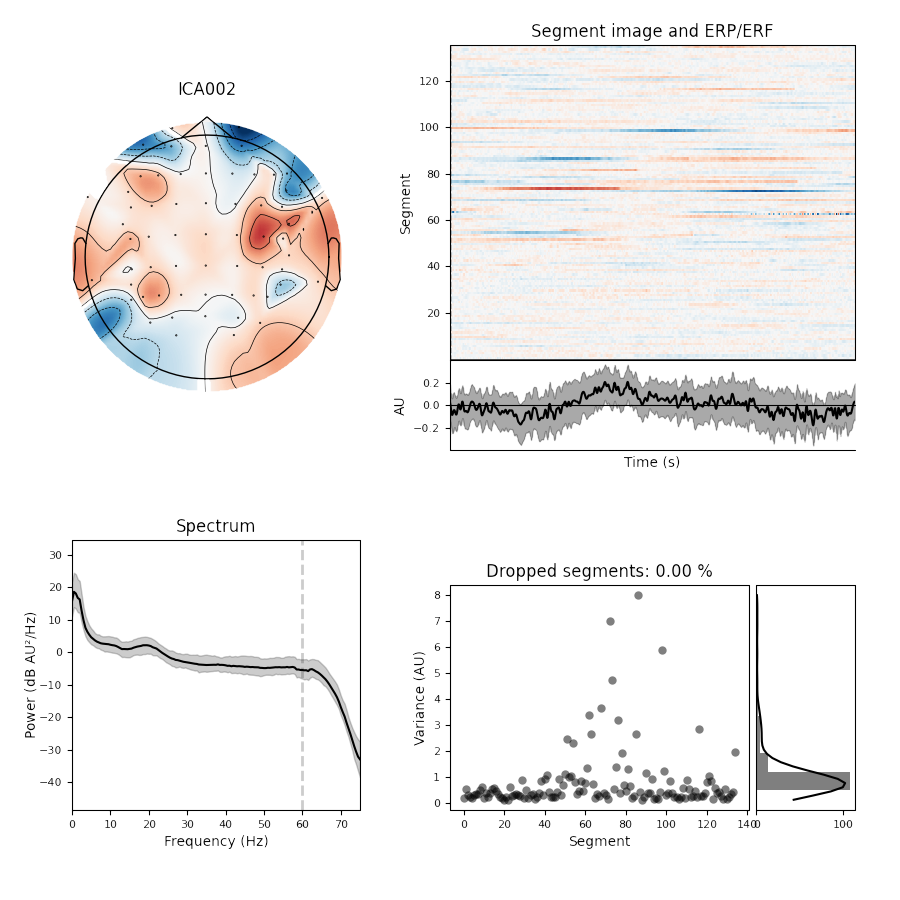 ICA002
Segment image and ERP/ERF
Segment
120
100
80
60
40
20
AU
0.2
0.0
−0.2
Time (s)
Spectrum
Power (dB AU²/Hz)
30
20
10
0
−10
−20
−30
−40
0 10 20 30 40 50 60 70
Frequency (Hz)
Dropped segments: 0.00 %
Variance (AU)
8
7
6
5
4
3
2
1
0
0 20 40 60 80 100 120 140
Segment
0 100